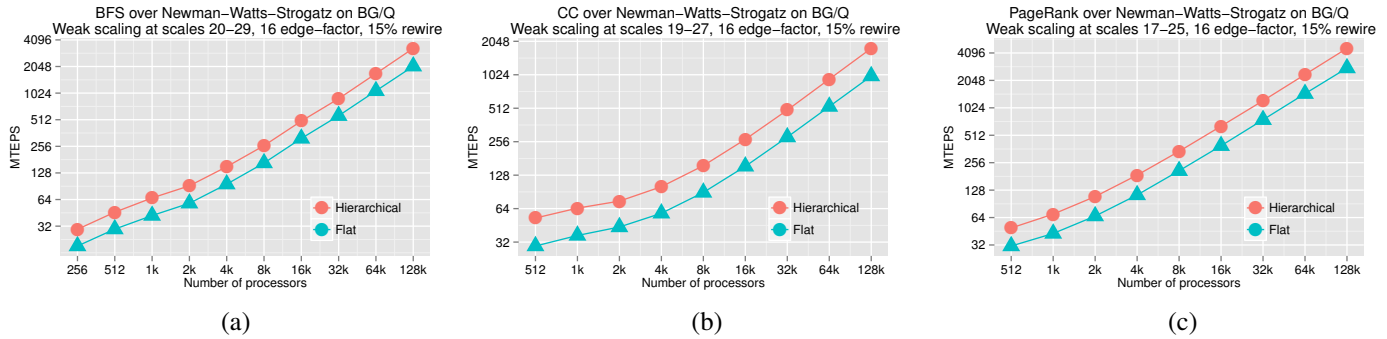 BFS over Newman−Watts−Strogatz on BG/Q
Weak scaling at scales 20−29, 16 edge−factor, 15% rewire
4096
2048
1024
512
256
128
64
32
MTEPS
Hierarchical
Flat
256 512 1k 2k 4k 8k 16k 32k 64k 128k
Number of processors
(a)
CC over Newman−Watts−Strogatz on BG/Q
Weak scaling at scales 19−27, 16 edge−factor, 15% rewire
2048
1024
512
256
128
64
32
MTEPS
Hierarchical
Flat
512 1k 2k 4k 8k 16k 32k 64k 128k
Number of processors
(b)
PageRank over Newman−Watts−Strogatz on BG/Q
Weak scaling at scales 17−25, 16 edge−factor, 15% rewire
4096
2048
1024
512
256
128
64
32
MTEPS
Hierarchical
Flat
512 1k 2k 4k 8k 16k 32k 64k 128k
Number of processors
(c)